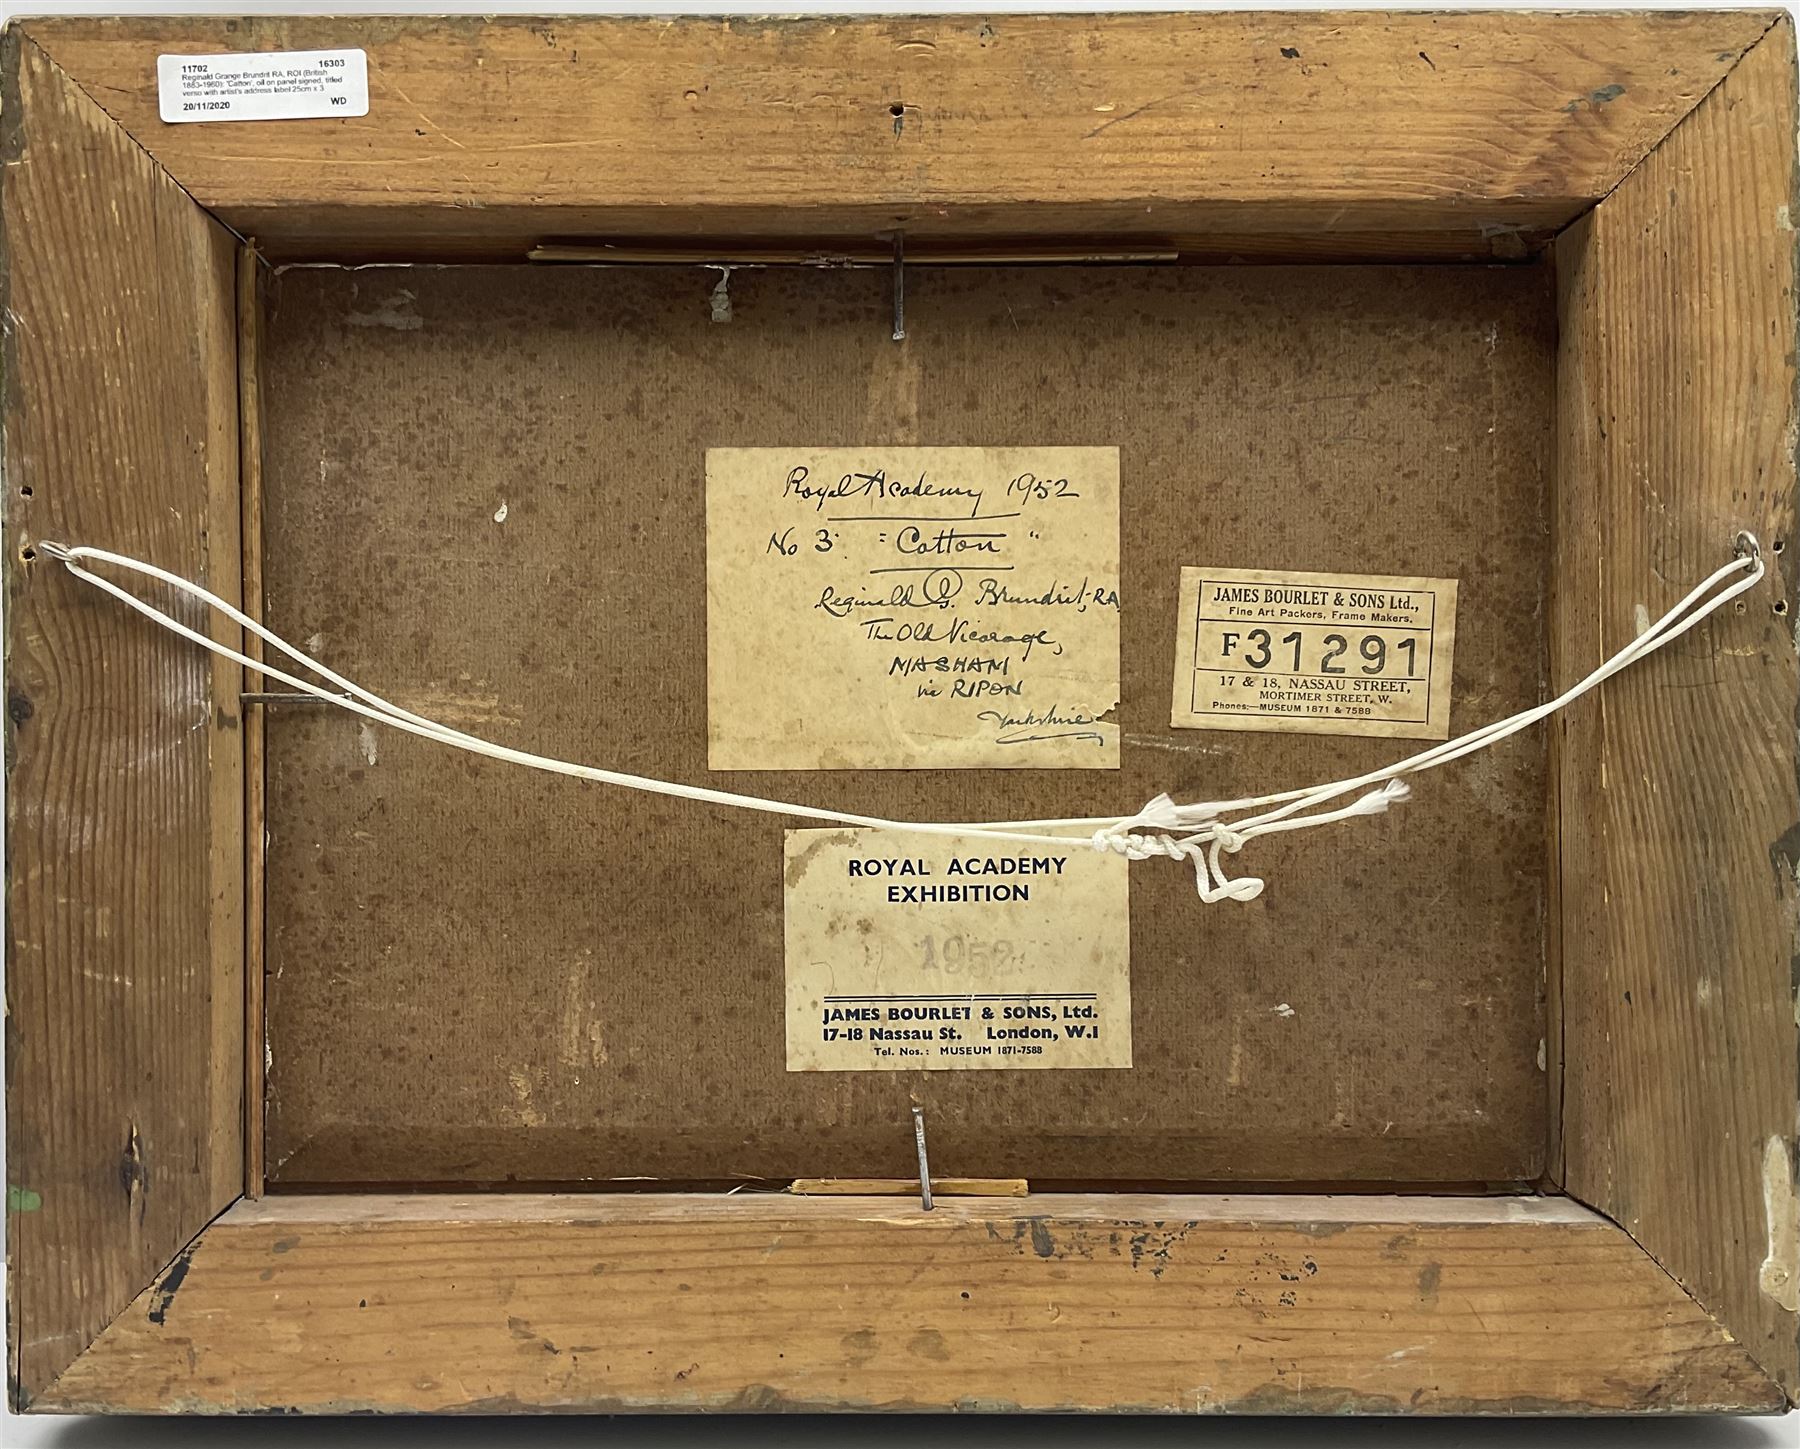 11702 16303
Reginald Grange Brundrit RA, ROI (British
1883-1960): 'Catton', oil on panel signed, titled
verso with artist's address label 25cm x 3
20/11/2020 WD
Royal Academy 1952
No 3. "Catton"
Reginald G. Brundrit, RA
The Old Vicarage,
MASHAM
via RIPON
Yorkshire
JAMES BOURLET & SONS Ltd.,
Fine Art Packers, Frame Makers.
F31291
17 & 18, NASSAU STREET,
MORTIMER STREET, W.
Phones:—MUSEUM 1871 & 7588
ROYAL ACADEMY
EXHIBITION
1952
JAMES BOURLET & SONS, Ltd.
17-18 Nassau St. London, W.1
Tel. Nos.: MUSEUM 1871-7588